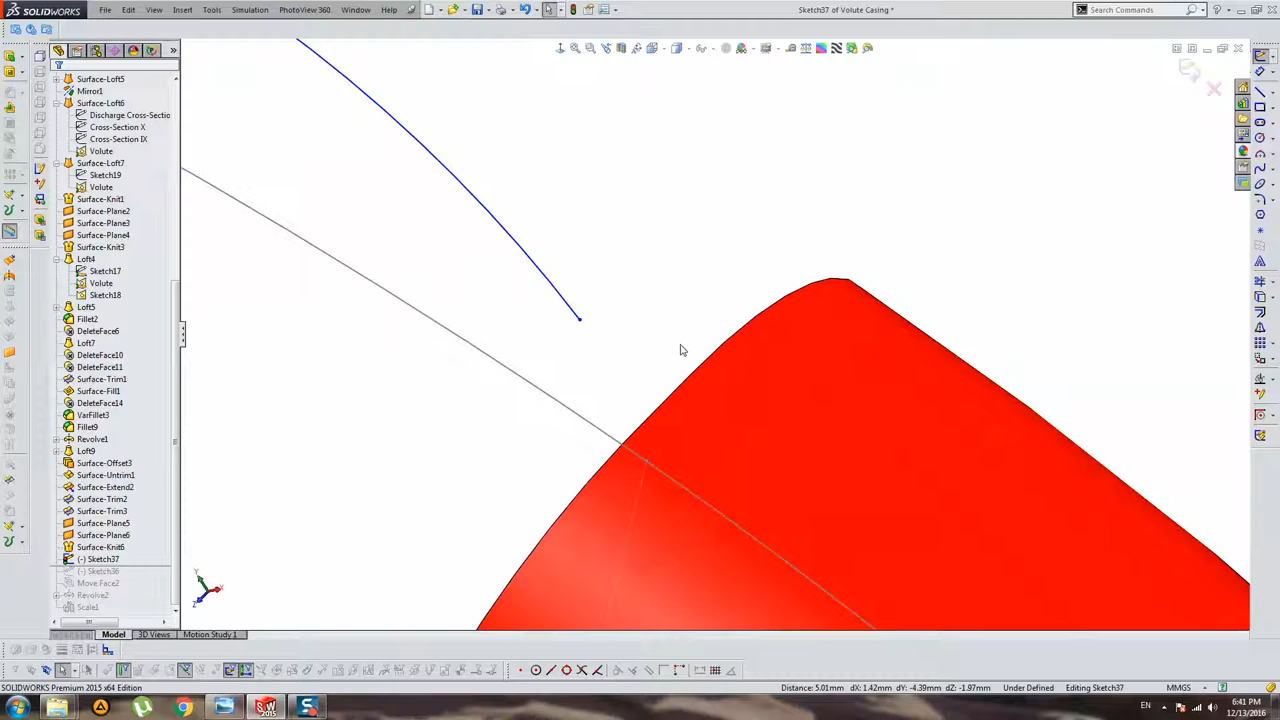 SOLIDWORKS File Edit View Insert Tools Simulation PhotoView 360 Window Help Sketch37 of Volute Casing * Search Commands
Surface-Loft5
Mirror1
Surface-Loft6
Discharge Cross-Sectio
Cross-Section X
Cross-Section IX
Volute
Surface-Loft7
Sketch19
Volute
Surface-Knit1
Surface-Plane2
Surface-Plane3
Surface-Plane4
Surface-Knit3
Loft4
Sketch17
Volute
Sketch18
Loft5
Fillet2
DeleteFace6
Loft7
DeleteFace10
DeleteFace11
Surface-Trim1
Surface-Fill1
DeleteFace14
VarFillet3
Fillet9
Revolve1
Loft9
Surface-Offset3
Surface-Untrim1
Surface-Extend2
Surface-Trim2
Surface-Trim3
Surface-Plane5
Surface-Plane6
Surface-Knit6
(-) Sketch37
(-) Sketch36
Move Face2
Revolve2
Scale1
Y
X
Z
Model 3D Views Motion Study 1
SOLIDWORKS Premium 2015 x64 Edition Distance: 5.01mm dX: 1.42mm dY: -4.39mm dZ: -1.97mm Under Defined Editing Sketch37 MMGS
EN 6:41 PM
12/13/2016